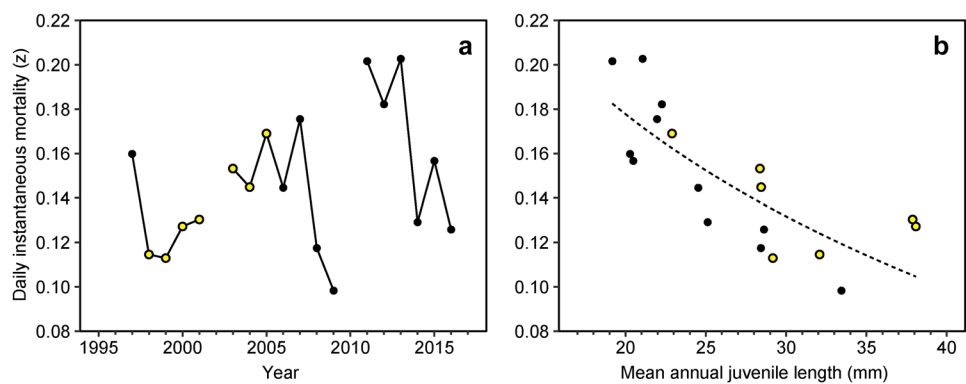 a
b
Daily instantaneous mortality (z)
0.22
0.20
0.18
0.16
0.14
0.12
0.10
0.08
1995 2000 2005 2010 2015
Year
0.22
0.20
0.18
0.16
0.14
0.12
0.10
0.08
20 25 30 35 40
Mean annual juvenile length (mm)